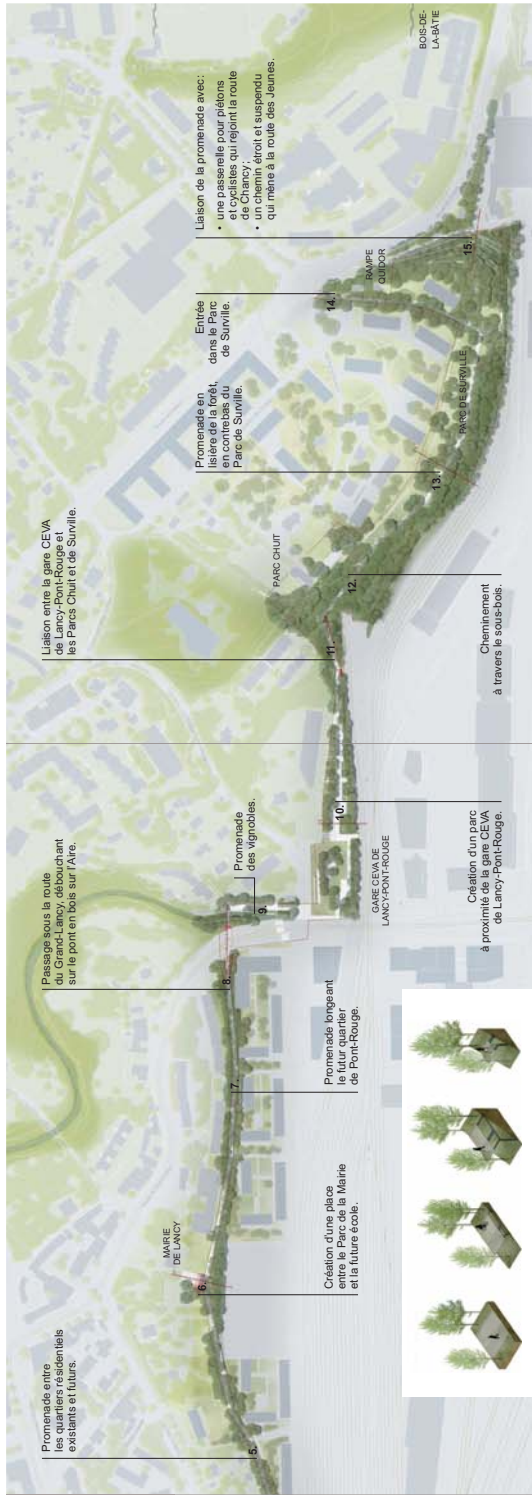 Promenade entre
les quartiers résidentiels
existants et futurs.
5.
MAIRIE
DE LANCY
6.
Création d'une place
entre le Parc de la Mairie
et la future école.
7.
Promenade longeant
le futur quartier
de Pont-Rouge.
Passage sous la route
du Grand-Lancy, débouchant
sur le pont en bois sur l'Aire.
8.
Promenade
des vignobles.
9.
GARE CEVA DE
LANCY-PONT-ROUGE
10.
Création d'un parc
à proximité de la gare CEVA
de Lancy-Pont-Rouge.
Liaison entre la gare CEVA
de Lancy-Pont-Rouge et
les Parcs Chuit et de Surville.
11.
PARC CHUIT
12.
Cheminement
à travers le sous-bois.
Promenade en
lisière de la forêt,
en contrebas du
Parc de Surville.
13.
PARC DE SURVILLE
Entrée
dans le Parc
de Surville.
14.
RAMPE
QUIDOR
Liaison de la promenade avec:
• une passerelle pour piétons
et cyclistes qui rejoint la route
de Chancy;
• un chemin étroit et suspendu
qui mène à la route des Jeunes.
15.
BOIS-DE-
LA-BÂTIE